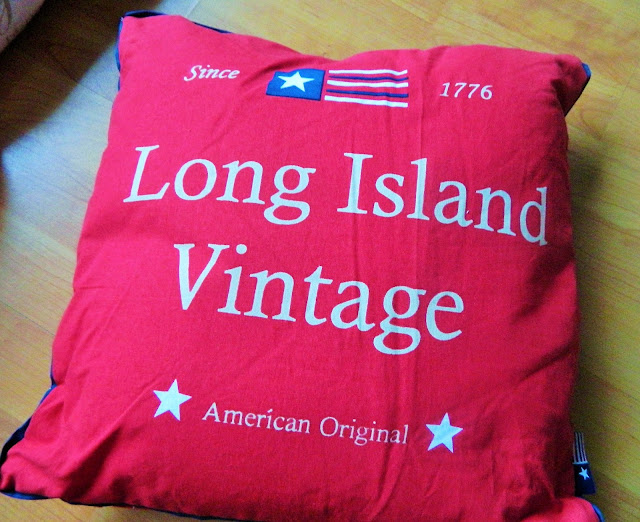 Since 1776
Long Island
Vintage
American Original